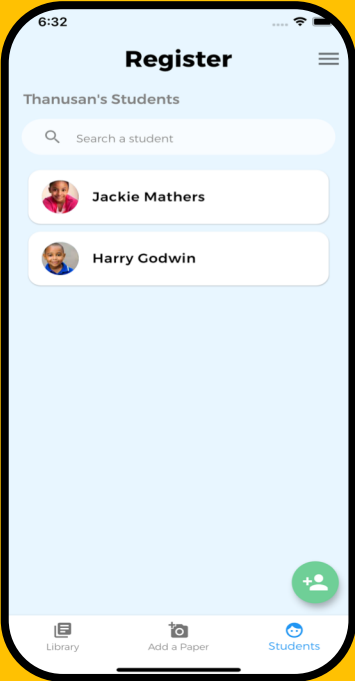 6:32
Register
Thanusan's Students
Search a student
Jackie Mathers
Harry Godwin
Library
Add a Paper
Students